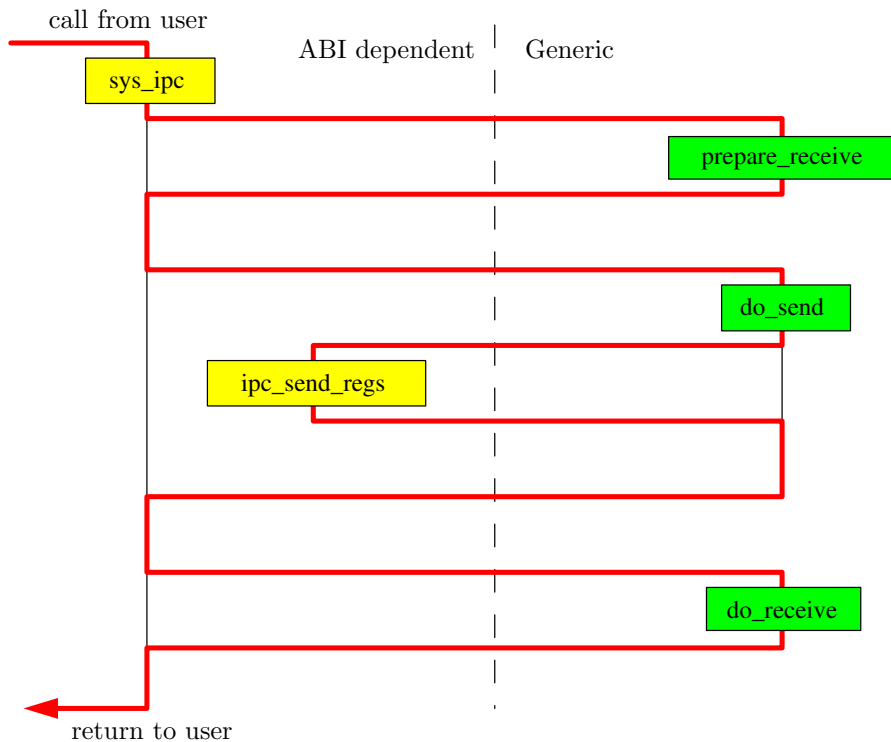 call from user
ABI dependent
Generic
sys_ipc
prepare_receive
do_send
ipc_send_regs
do_receive
return to user